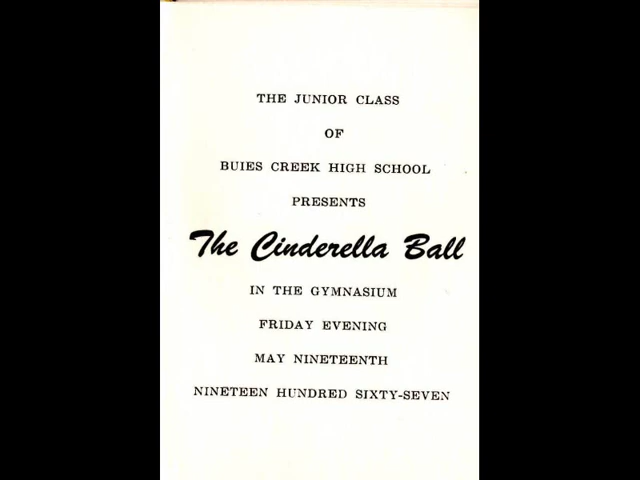 THE JUNIOR CLASS
OF
BUIES CREEK HIGH SCHOOL
PRESENTS
The Cinderella Ball
IN THE GYMNASIUM
FRIDAY EVENING
MAY NINETEENTH
NINETEEN HUNDRED SIXTY-SEVEN